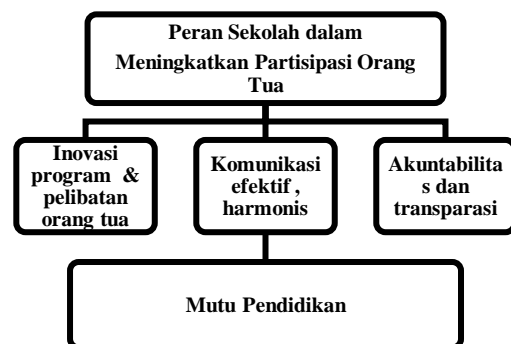 Peran Sekolah dalam
Meningkatkan Partisipasi Orang
Tua
Inovasi
program & 
pelibatan
orang tua
Komunikasi
efektif ,
harmonis
Akuntabilita
s dan
transparasi
Mutu Pendidikan